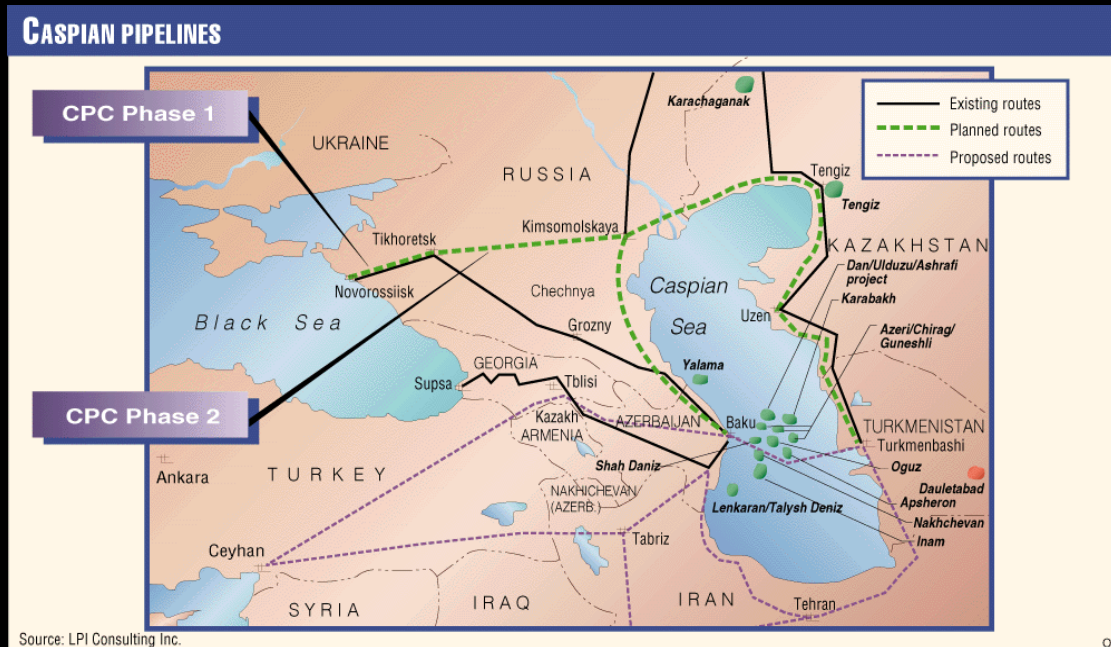 CASPIAN PIPELINES
CPC Phase 1
CPC Phase 2
Existing routes
Planned routes
Proposed routes
Karachaganak
UKRAINE
RUSSIA
Tengiz
Tengiz
Kimsomolskaya
Tikhoretsk
KAZAKHSTAN
Dan/Ulduzu/Ashrafi
project
Karabakh
Novorossiisk
Chechnya
Caspian
Sea
Uzen
Azeri/Chirag/
Guneshli
Black Sea
Grozny
Yalama
GEORGIA
Supsa
Tblisi
Kazakh
AZERBAIJAN
Baku
ARMENIA
TURKMENISTAN
Turkmenbashi
Ankara
TURKEY
Shah Daniz
Oguz
NAKHICHEVAN
(AZERB.)
Lenkaran/Talysh Deniz
Dauletabad
Apsheron
Nakhchevan
Inam
Tabriz
Ceyhan
SYRIA
IRAQ
IRAN
Tehran
Source: LPI Consulting Inc.